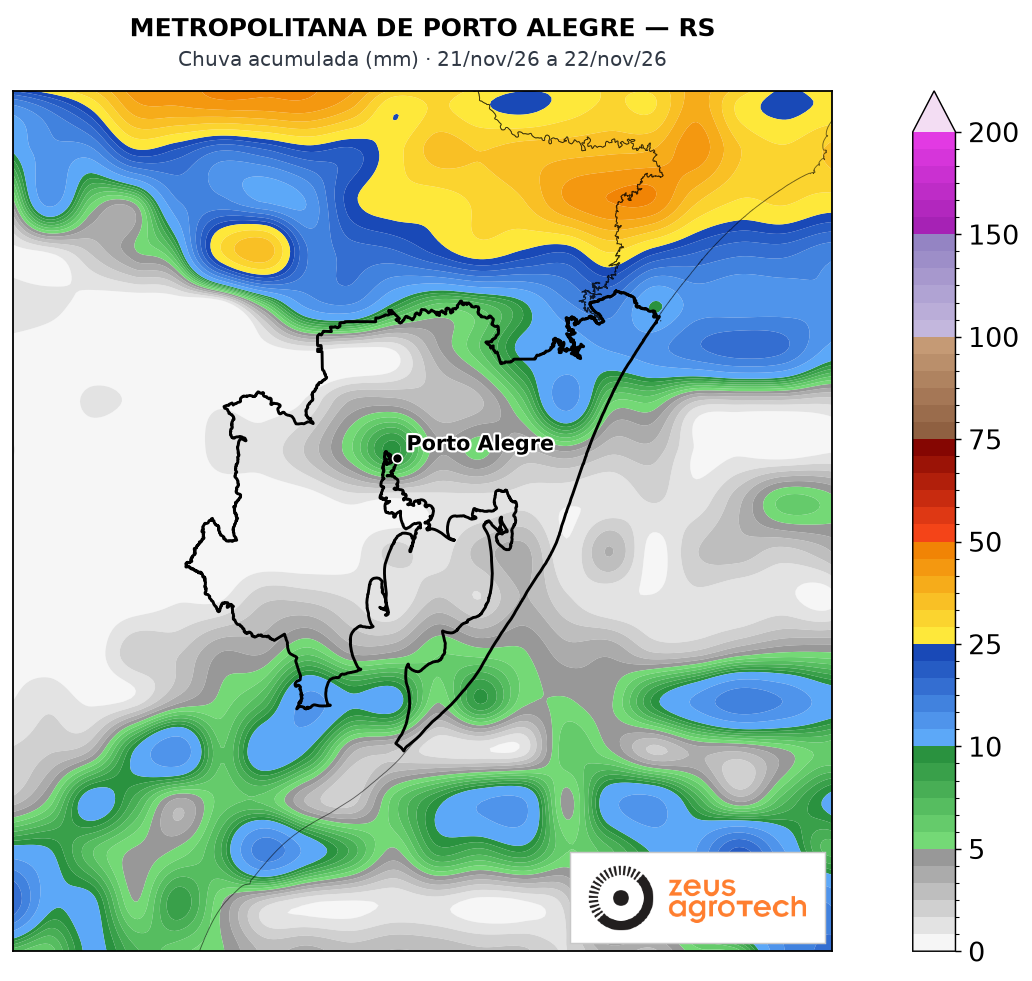 METROPOLITANA DE PORTO ALEGRE — RS
Chuva acumulada (mm) · 21/nov/26 a 22/nov/26
Porto Alegre
200
150
100
75
50
25
10
5
0
zeus
agrotech